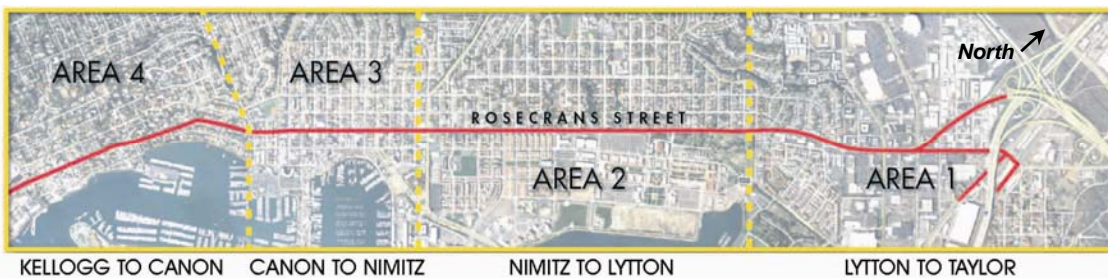 North
AREA 4
AREA 3
ROSECRANS STREET
AREA 2
AREA 1
KELLOGG TO CANON
CANON TO NIMITZ
NIMITZ TO LYTTON
LYTTON TO TAYLOR